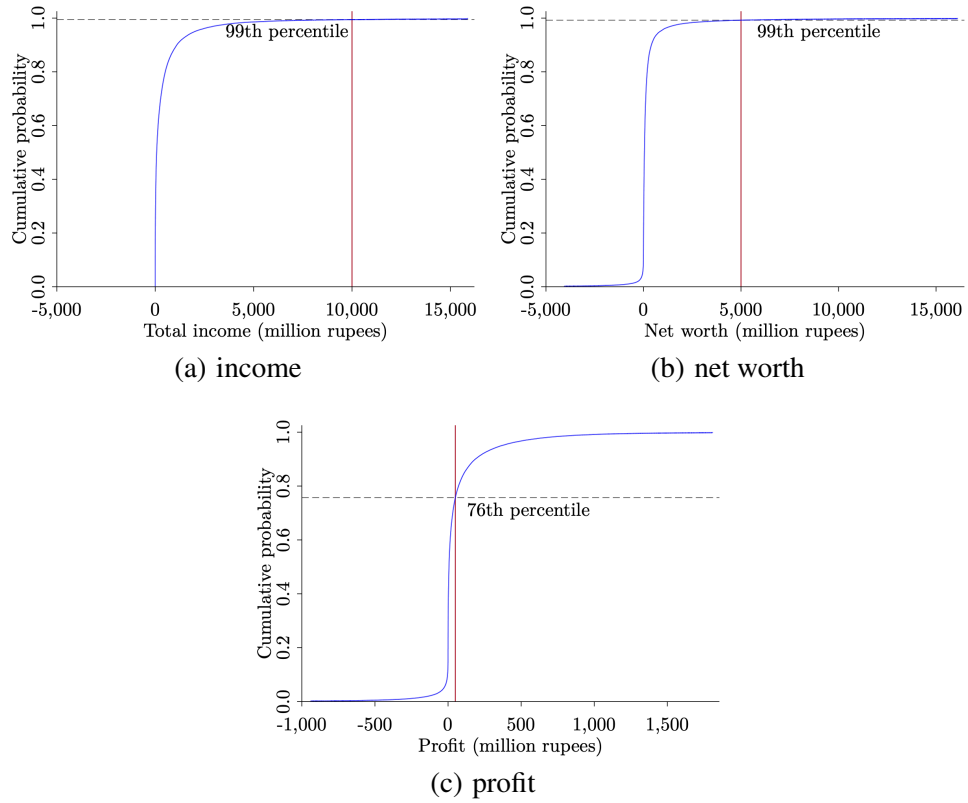 Cumulative probability
1.0
0.8
0.6
0.4
0.2
0.0
99th percentile
-5,000 0 5,000 10,000 15,000
Total income (million rupees)
(a) income
Cumulative probability
1.0
0.8
0.6
0.4
0.2
0.0
99th percentile
-5,000 0 5,000 10,000 15,000
Net worth (million rupees)
(b) net worth
Cumulative probability
1.0
0.8
0.6
0.4
0.2
0.0
76th percentile
-1,000 -500 0 500 1,000 1,500
Profit (million rupees)
(c) profit